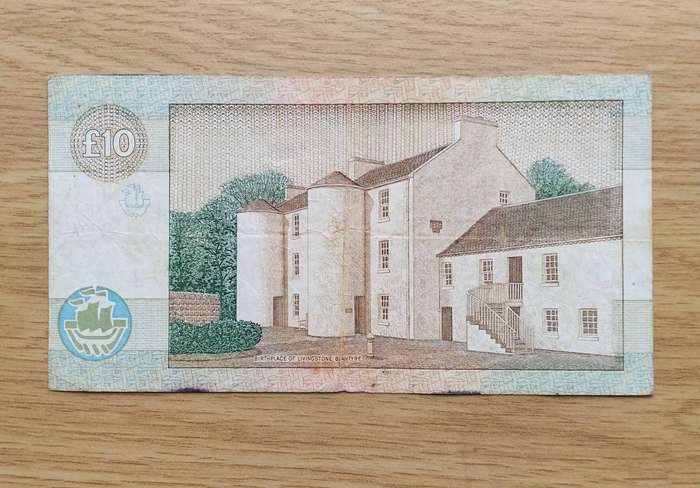 £10
BIRTHPLACE OF LIVINGSTONE BLANTYRE